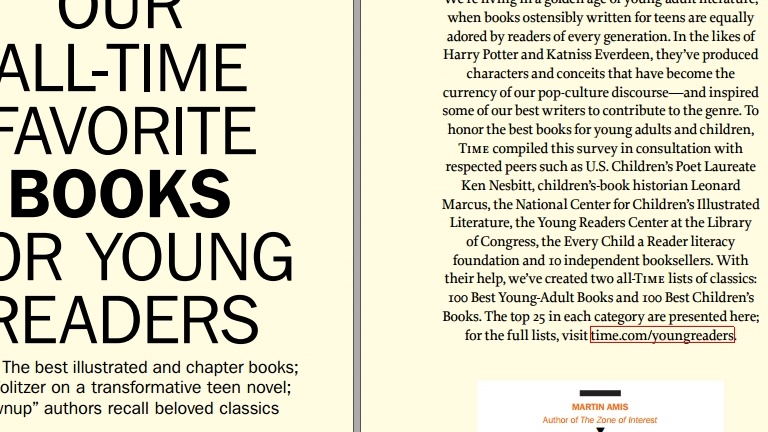 OUR
ALL-TIME
FAVORITE
BOOKS
OR YOUNG
READERS
The best illustrated and chapter books;
olitzer on a transformative teen novel;
wnup” authors recall beloved classics
We’re living in a golden age of young adult literature,
when books ostensibly written for teens are equally
adored by readers of every generation. In the likes of
Harry Potter and Katniss Everdeen, they’ve produced
characters and conceits that have become the
currency of our pop-culture discourse—and inspired
some of our best writers to contribute to the genre. To
honor the best books for young adults and children,
TIME compiled this survey in consultation with
respected peers such as U.S. Children’s Poet Laureate
Ken Nesbitt, children’s-book historian Leonard
Marcus, the National Center for Children’s Illustrated
Literature, the Young Readers Center at the Library
of Congress, the Every Child a Reader literacy
foundation and 10 independent booksellers. With
their help, we’ve created two all-TIME lists of classics:
100 Best Young-Adult Books and 100 Best Children’s
Books. The top 25 in each category are presented here;
for the full lists, visit time.com/youngreaders.
MARTIN AMIS
Author of The Zone of Interest